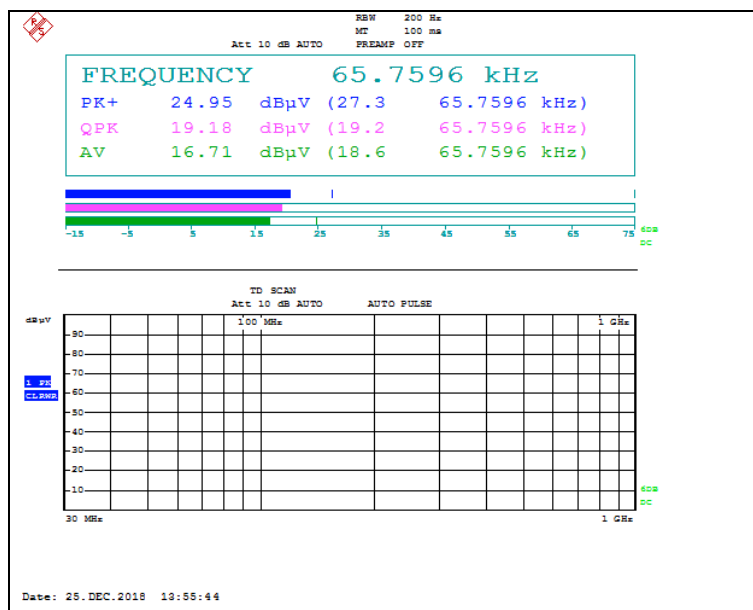 R S
RBW 200 Hz
MT 100 ms
Att 10 dB AUTO PREAMP OFF
FREQUENCY 65.7596 kHz
PK+ 24.95 dBµV (27.3 65.7596 kHz)
QPK 19.18 dBµV (19.2 65.7596 kHz)
AV 16.71 dBµV (18.6 65.7596 kHz)
-15 -5 5 15 25 35 45 55 65 75
6DB
DC
TD SCAN
Att 10 dB AUTO AUTO PULSE
dBµV 100 MHz 1 GHz
90
80
70
1 PK
60
CLRWR
50
40
30
20
10
6DB
DC
30 MHz 1 GHz
Date: 25.DEC.2018 13:55:44